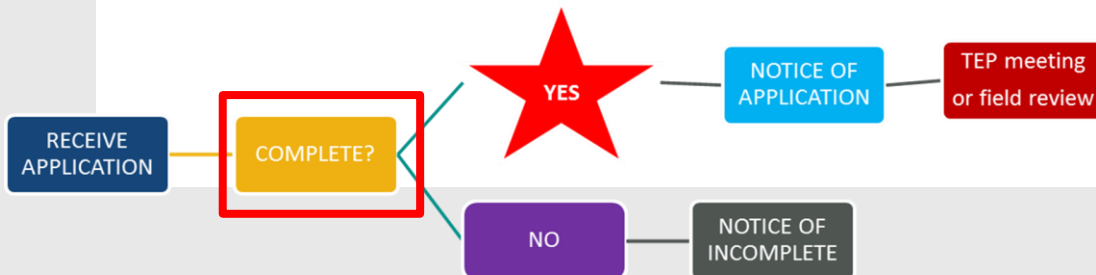 RECEIVE
APPLICATION
COMPLETE?
YES
NOTICE OF
APPLICATION
TEP meeting
or field review
NO
NOTICE OF
INCOMPLETE